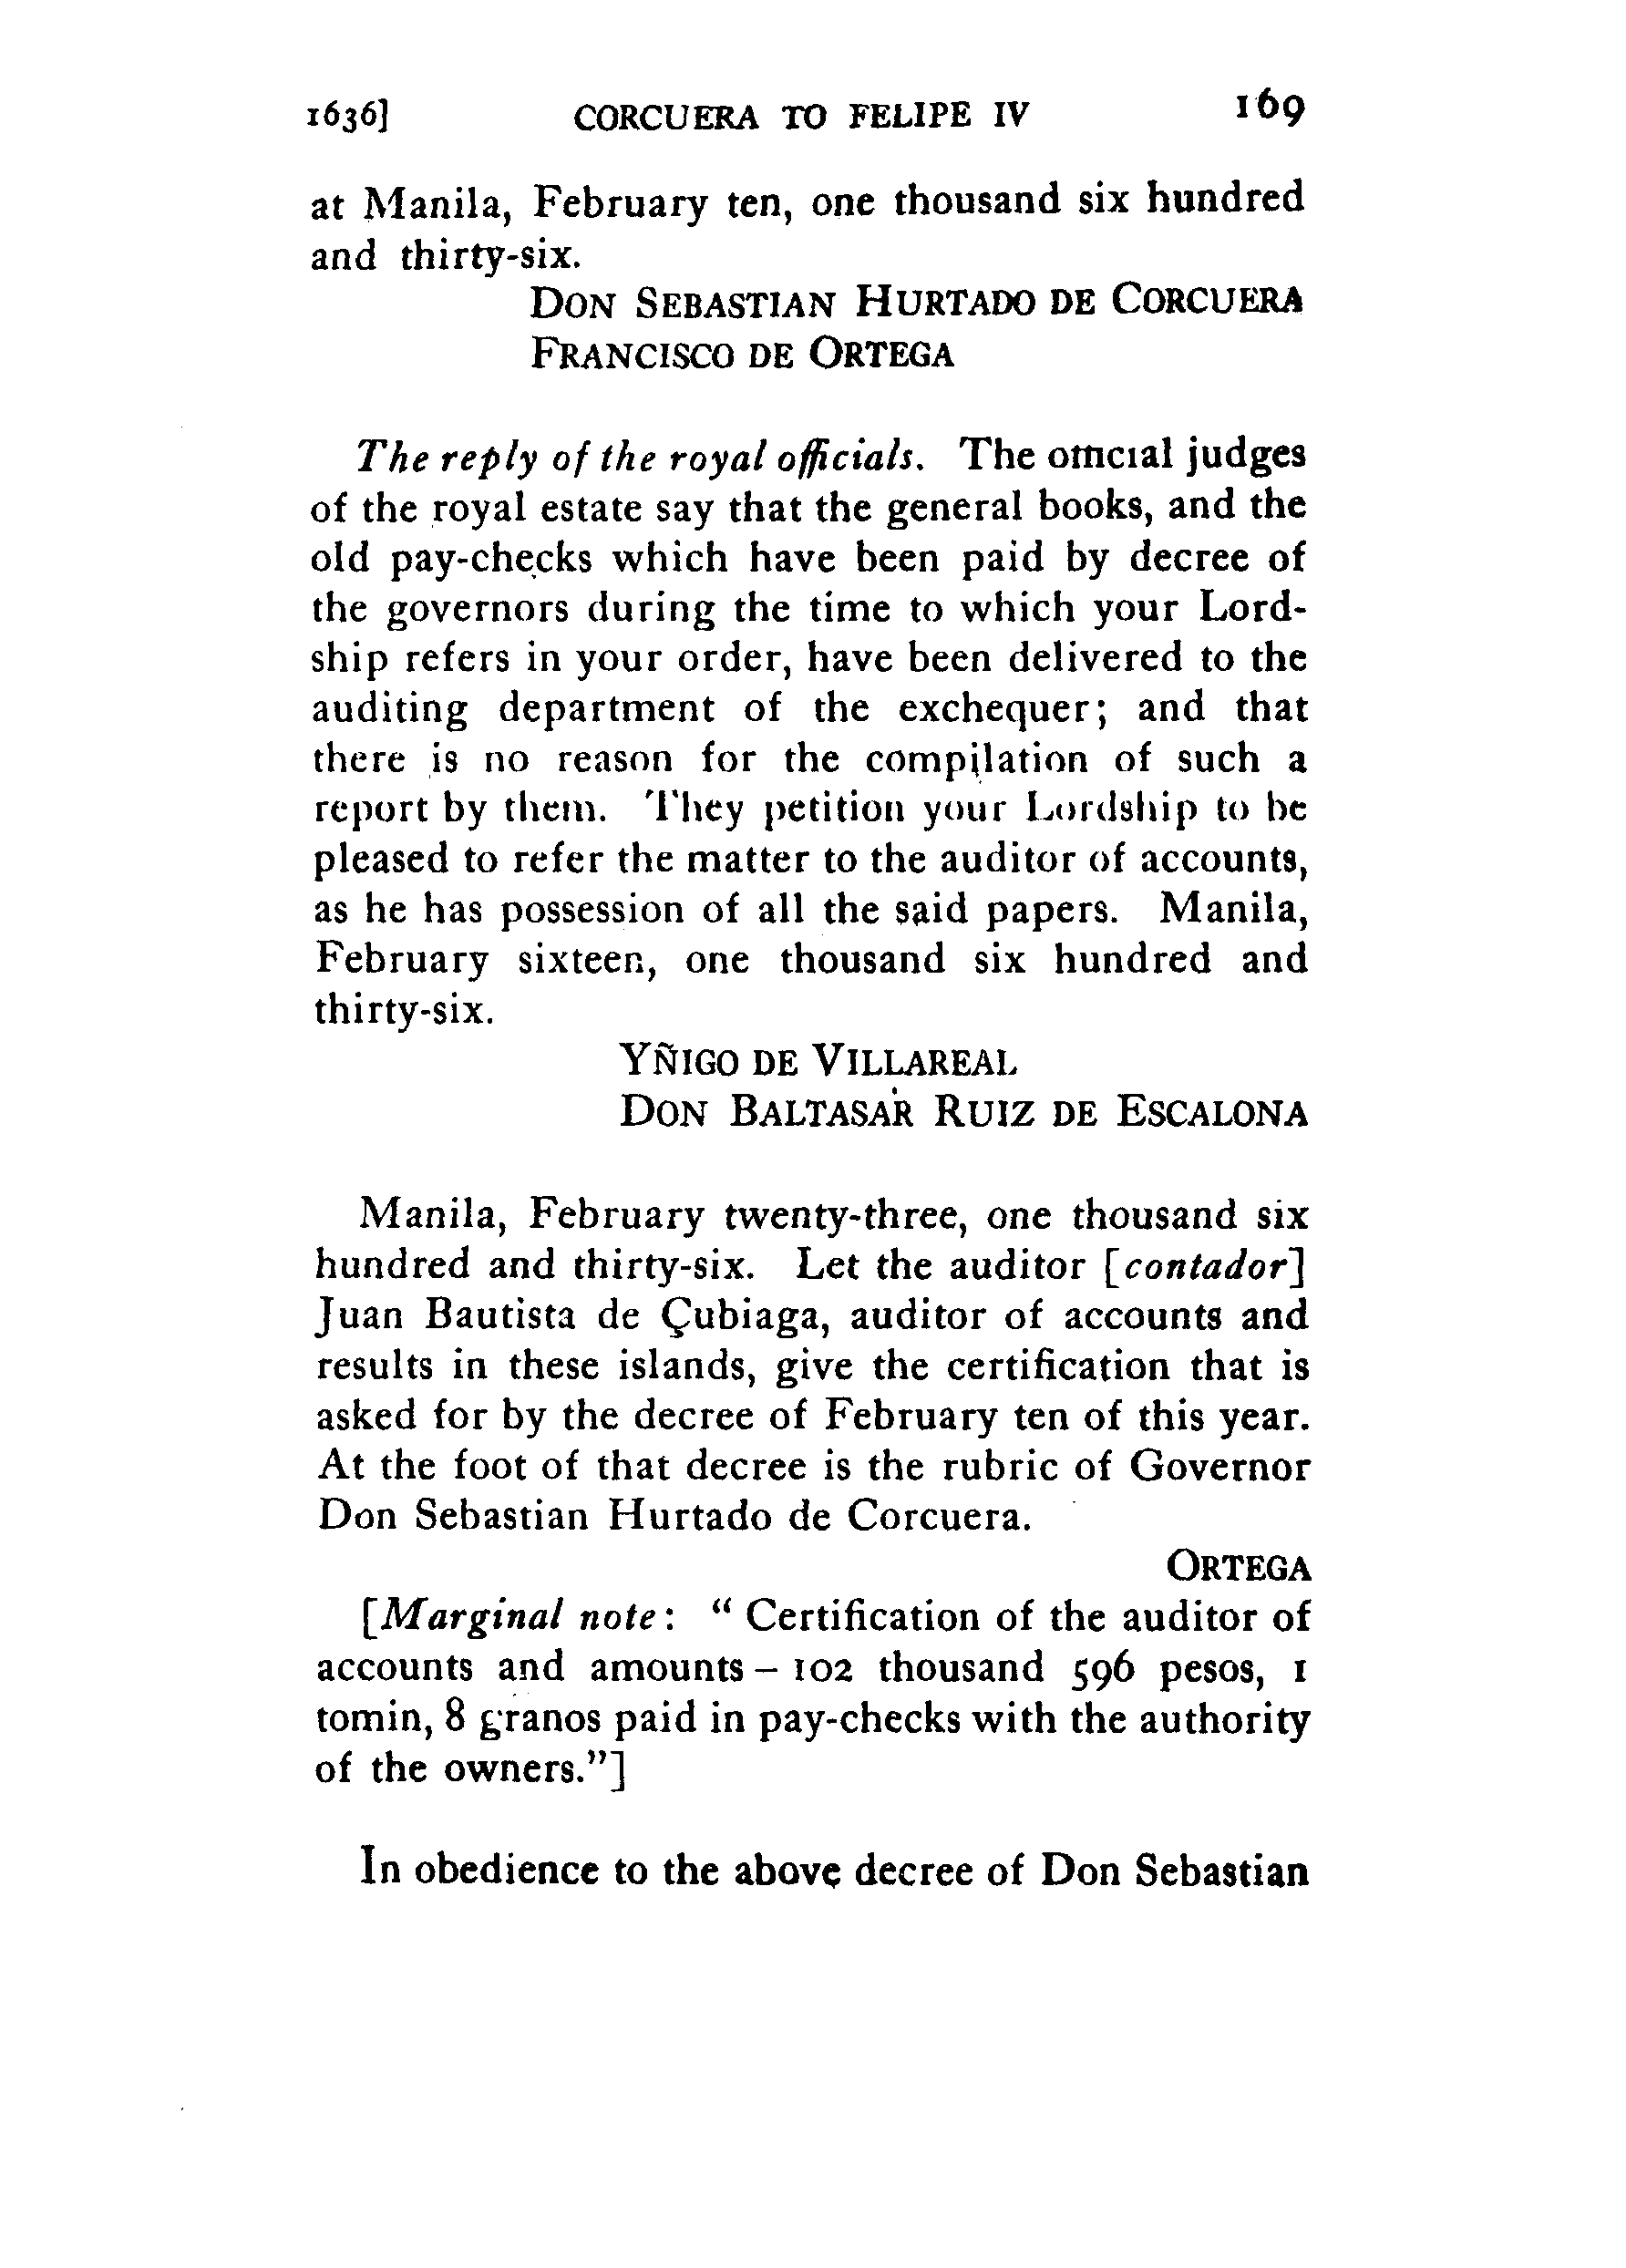 1636] CORCUERA TO FELIPE IV 169
at Manila, February ten, one thousand six hundred
and thirty-six.
DON SEBASTIAN HURTADO DE CORCUERA
FRANCISCO DE ORTEGA
The reply of the royal officials. The official judges
of the royal estate say that the general books, and the
old pay-checks which have been paid by decree of
the governors during the time to which your Lord-
ship refers in your order, have been delivered to the
auditing department of the exchequer; and that
there is no reason for the compilation of such a
report by them. They petition your Lordship to be
pleased to refer the matter to the auditor of accounts,
as he has possession of all the said papers. Manila,
February sixteen, one thousand six hundred and
thirty-six.
YÑIGO DE VILLAREAL
DON BALTASAR RUIZ DE ESCALONA
Manila, February twenty-three, one thousand six
hundred and thirty-six. Let the auditor [contador]
Juan Bautista de Çubiaga, auditor of accounts and
results in these islands, give the certification that is
asked for by the decree of February ten of this year.
At the foot of that decree is the rubric of Governor
Don Sebastian Hurtado de Corcuera.
ORTEGA
[Marginal note: "Certification of the auditor of
accounts and amounts – 102 thousand 596 pesos, 1
tomin, 8 granos paid in pay-checks with the authority
of the owners."]
In obedience to the above decree of Don Sebastian